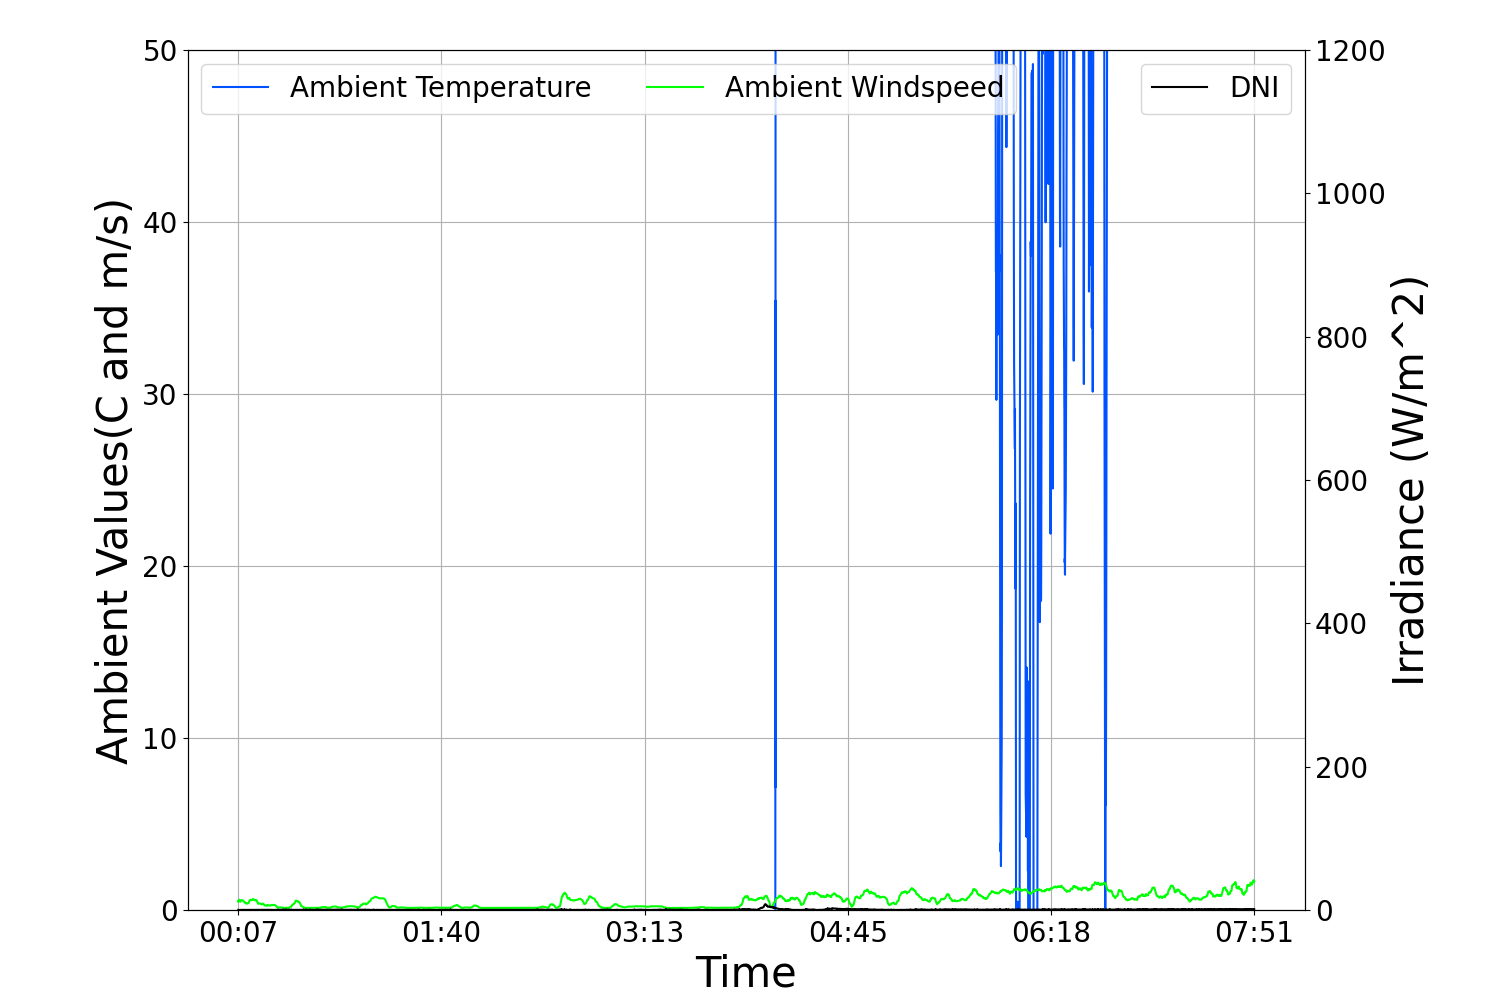 Ambient Temperature
Ambient Windspeed
DNI
Ambient Values(C and m/s)
50
40
30
20
10
0
1200
1000
800
600
400
200
0
Irradiance (W/m^2)
00:07 01:40 03:13 04:45 06:18 07:51
Time